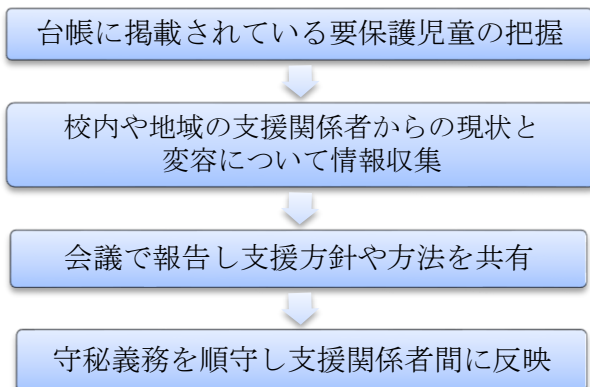 台帳に掲載されている要保護児童の把握
校内や地域の支援関係者からの現状と
変容について情報収集
会議で報告し支援方針や方法を共有
守秘義務を順守し支援関係者間に反映